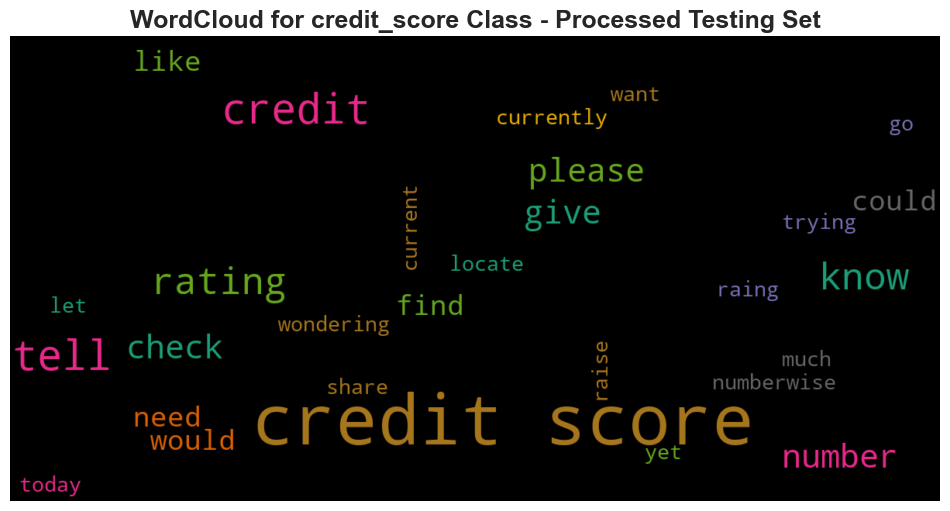 WordCloud for credit_score Class - Processed Testing Set
like
credit
want
currently
go
please
current
give
could
trying
locate
rating
know
raing
let
find
wondering
tell
check
raise
much
share
numberwise
credit score
need
would
yet
number
today